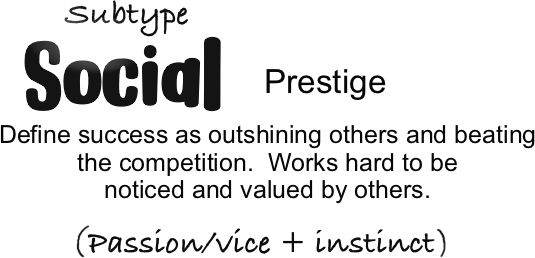 Subtype
Social Prestige
Define success as outshining others and beating
the competition.  Works hard to be
noticed and valued by others.
(Passion/vice + instinct)